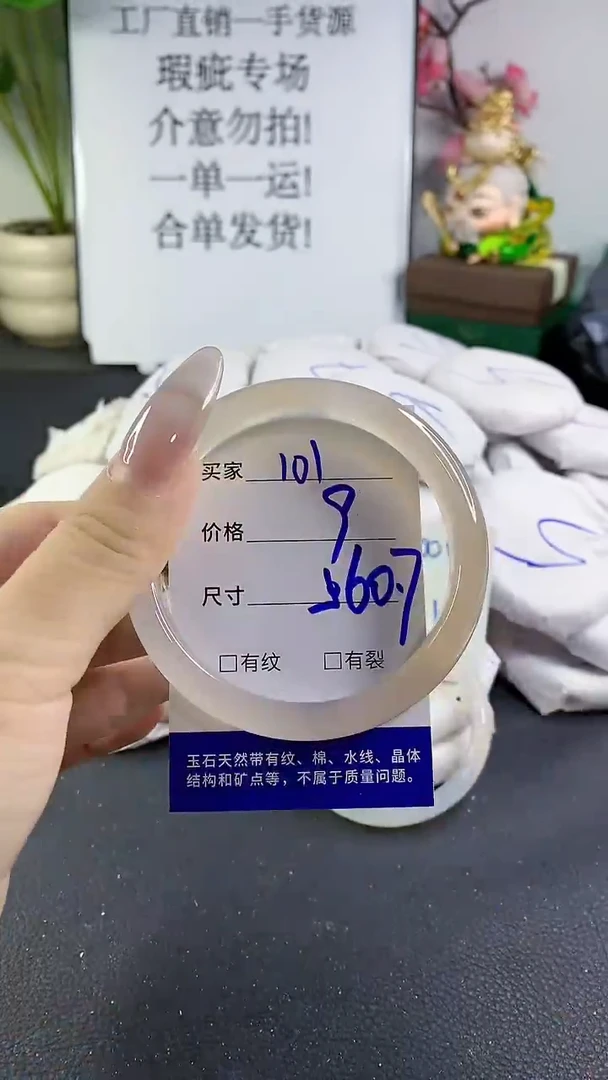 工厂直销一手货源
瑕疵专场
介意勿拍!
一单一运!
合单发货!
买家 101
价格 9
尺寸 60.7
□有纹 □有裂
玉石天然带有纹、棉、水线、晶体
结构和矿点等，不属于质量问题。